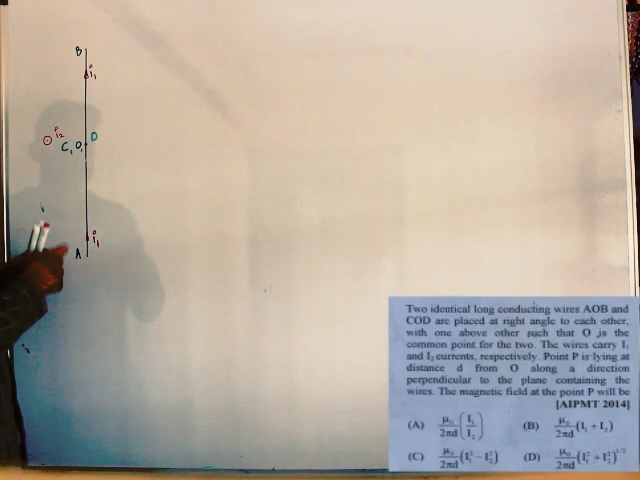 B
i₁
i₂
C, O, D
i₁
A
Two identical long conducting wires AOB and
COD are placed at right angle to each other,
with one above other such that O is the
common point for the two. The wires carry I₁
and I₂ currents, respectively. Point P is lying at
distance d from O along a direction
perpendicular to the plane containing the
wires. The magnetic field at the point P will be
[AIPMT 2014]
(A) μ₀/2πd (I₁/I₂) (B) μ₀/2πd (I₁ + I₂)
(C) μ₀/2πd (I₁² − I₂²) (D) μ₀/2πd (I₁² + I₂²)^1/2